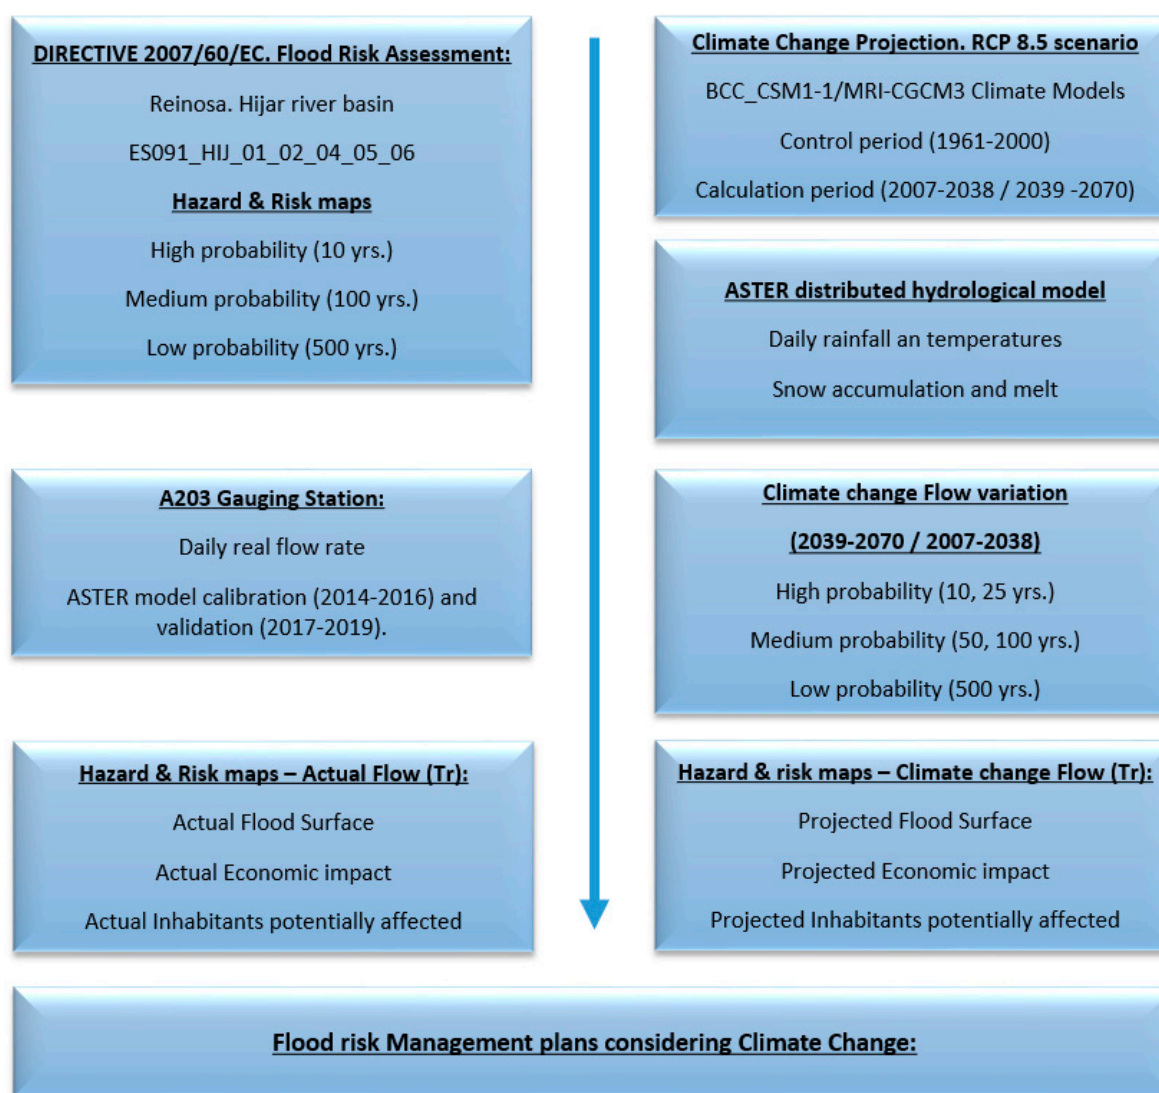 DIRECTIVE 2007/60/EC. Flood Risk Assessment:
Reinosa. Hijar river basin
ES091_HIJ_01_02_04_05_06
Hazard & Risk maps
High probability (10 yrs.)
Medium probability (100 yrs.)
Low probability (500 yrs.)
Climate Change Projection. RCP 8.5 scenario
BCC_CSM1-1/MRI-CGCM3 Climate Models
Control period (1961-2000)
Calculation period (2007-2038 / 2039 -2070)
ASTER distributed hydrological model
Daily rainfall an temperatures
Snow accumulation and melt
A203 Gauging Station:
Daily real flow rate
ASTER model calibration (2014-2016) and
validation (2017-2019).
Climate change Flow variation
(2039-2070 / 2007-2038)
High probability (10, 25 yrs.)
Medium probability (50, 100 yrs.)
Low probability (500 yrs.)
Hazard & Risk maps – Actual Flow (Tr):
Actual Flood Surface
Actual Economic impact
Actual Inhabitants potentially affected
Hazard & risk maps – Climate change Flow (Tr):
Projected Flood Surface
Projected Economic impact
Projected Inhabitants potentially affected
Flood risk Management plans considering Climate Change: